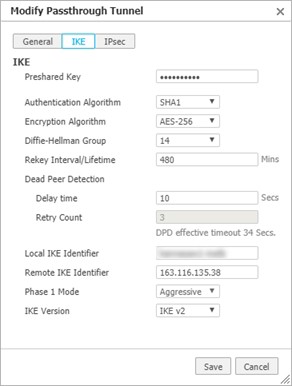 Modify Passthrough Tunnel
General IKE IPsec
IKE
Preshared Key ••••••••••
Authentication Algorithm SHA1
Encryption Algorithm AES-256
Diffie-Hellman Group 14
Rekey Interval/Lifetime 480 Mins
Dead Peer Detection
Delay time 10 Secs
Retry Count 3
DPD effective timeout 34 Secs.
Local IKE Identifier
Remote IKE Identifier 163.116.135.38
Phase 1 Mode Aggressive
IKE Version IKE v2
Save Cancel